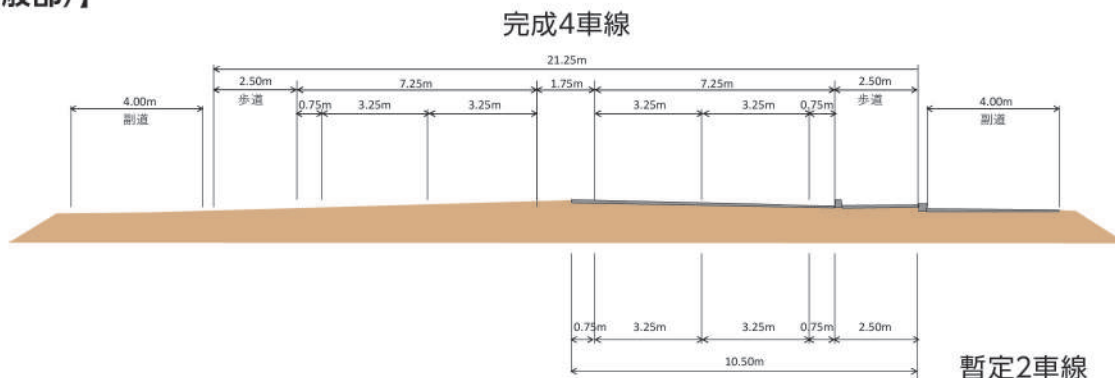 般部)】
完成4車線
21.25m
2.50m 7.25m 1.75m 7.25m 2.50m
4.00m 歩道 歩道 4.00m
副道 0.75m 3.25m 3.25m 3.25m 3.25m 0.75m 副道
0.75m 3.25m 3.25m 0.75m 2.50m
10.50m
暫定2車線